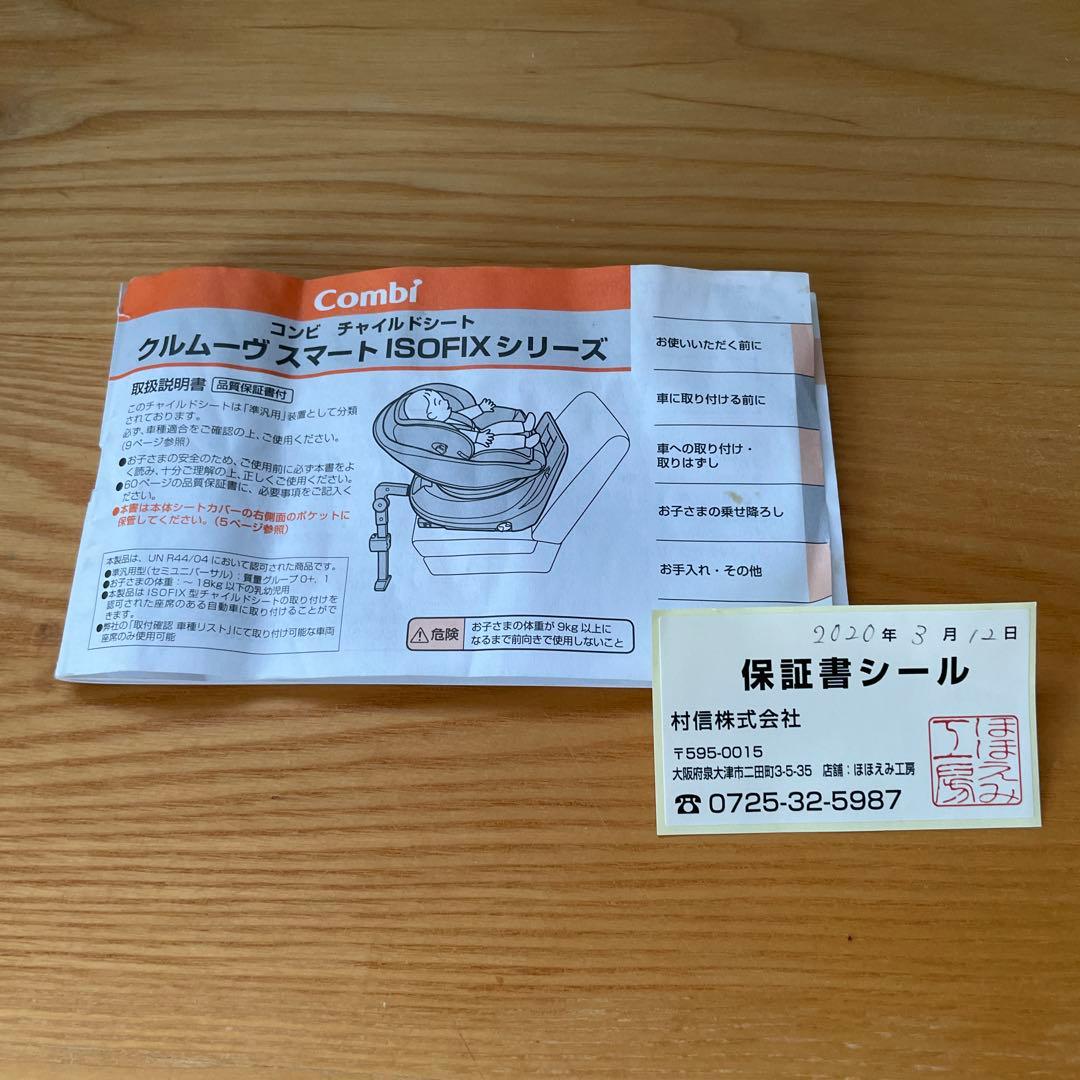 Combi
コンビ チャイルドシート
クルムーヴ スマート ISOFIXシリーズ
取扱説明書 品質保証書付
このチャイルドシートは「準汎用」装置として分類
されております。
必ず、車種適合をご確認の上、ご使用ください。
(9ページ参照)
●お子さまの安全のため、ご使用前に必ず本書をよ
く読み、十分ご理解の上、正しくご使用ください。
●60ページの品質保証書に、必要事項をご記入く
ださい。
●本書は本体シートカバーの右側面のポケットに
保管してください。(5ページ参照)
本製品は、UN R44/04 において認可された商品です。
●準汎用型(セミユニバーサル):質量グループ0+、1
●お子さまの体重:〜18kg以下の乳幼児用
●本製品は ISOFIX 型チャイルドシートの取り付けを
認可された座席のある自動車に取り付けることがで
きます。
●弊社の「取付確認 車種リスト」にて取り付け可能な車両
座席のみ使用可能
危険 お子さまの体重が9kg以上に
なるまで前向きで使用しないこと
お使いいただく前に
車に取り付ける前に
車への取り付け・
取りはずし
お子さまの乗せ降ろし
お手入れ・その他
2020年 3月 12日
保証書シール
村信株式会社
〒595-0015
大阪府泉大津市二田町3-5-35 店舗:ほほえみ工房
☎ 0725-32-5987
ほほえみ工房